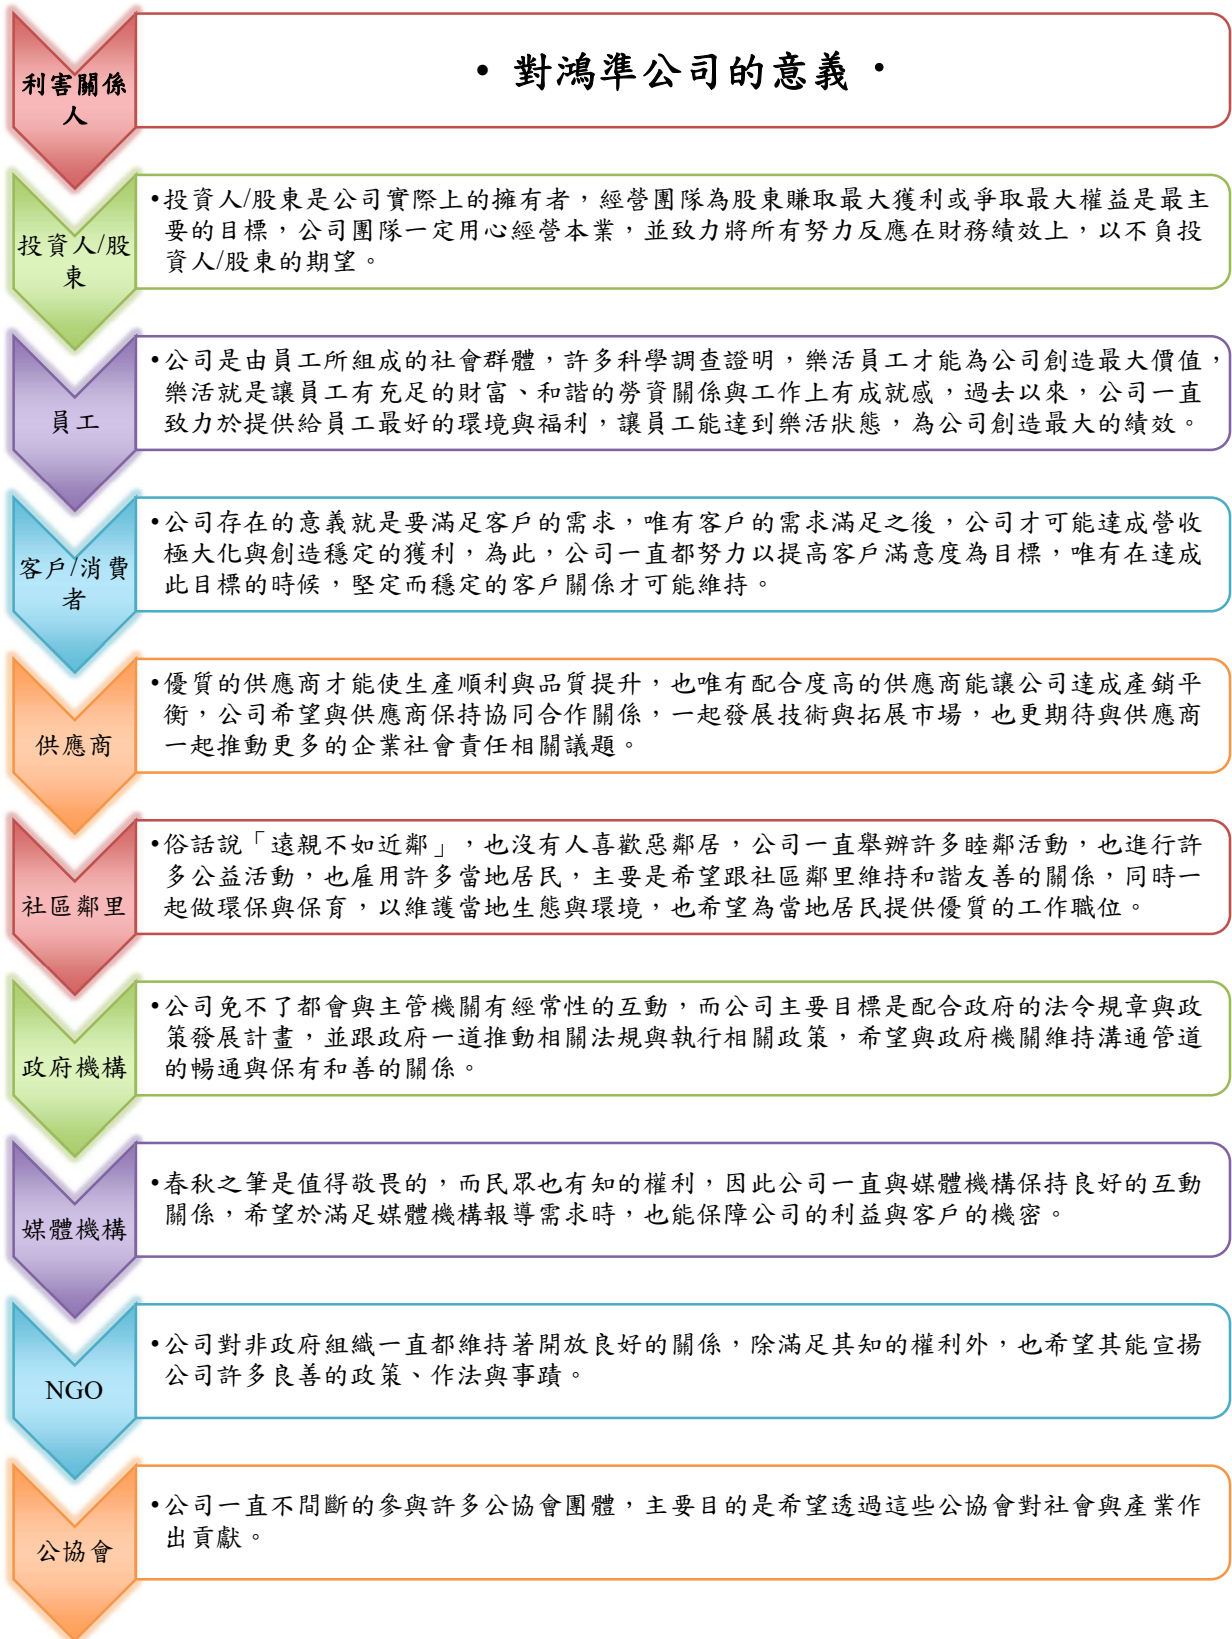 利害關係
人
• 對鴻準公司的意義 •
投資人/股
東
•投資人/股東是公司實際上的擁有者，經營團隊為股東賺取最大獲利或爭取最大權益是最主
要的目標，公司團隊一定用心經營本業，並致力將所有努力反應在財務績效上，以不負投
資人/股東的期望。
員工
•公司是由員工所組成的社會群體，許多科學調查證明，樂活員工才能為公司創造最大價值，
樂活就是讓員工有充足的財富、和諧的勞資關係與工作上有成就感，過去以來，公司一直
致力於提供給員工最好的環境與福利，讓員工能達到樂活狀態，為公司創造最大的績效。
客戶/消費
者
•公司存在的意義就是要滿足客戶的需求，唯有客戶的需求滿足之後，公司才可能達成營收
極大化與創造穩定的獲利，為此，公司一直都努力以提高客戶滿意度為目標，唯有在達成
此目標的時候，堅定而穩定的客戶關係才可能維持。
供應商
•優質的供應商才能使生產順利與品質提升，也唯有配合度高的供應商能讓公司達成產銷平
衡，公司希望與供應商保持協同合作關係，一起發展技術與拓展市場，也更期待與供應商
一起推動更多的企業社會責任相關議題。
社區鄰里
•俗話說「遠親不如近鄰」，也沒有人喜歡惡鄰居，公司一直舉辦許多睦鄰活動，也進行許
多公益活動，也雇用許多當地居民，主要是希望跟社區鄰里維持和諧友善的關係，同時一
起做環保與保育，以維護當地生態與環境，也希望為當地居民提供優質的工作職位。
政府機構
•公司免不了都會與主管機關有經常性的互動，而公司主要目標是配合政府的法令規章與政
策發展計畫，並跟政府一道推動相關法規與執行相關政策，希望與政府機關維持溝通管道
的暢通與保有和善的關係。
媒體機構
•春秋之筆是值得敬畏的，而民眾也有知的權利，因此公司一直與媒體機構保持良好的互動
關係，希望於滿足媒體機構報導需求時，也能保障公司的利益與客戶的機密。
NGO
•公司對非政府組織一直都維持著開放良好的關係，除滿足其知的權利外，也希望其能宣揚
公司許多良善的政策、作法與事蹟。
公協會
•公司一直不間斷的參與許多公協會團體，主要目的是希望透過這些公協會對社會與產業作
出貢獻。